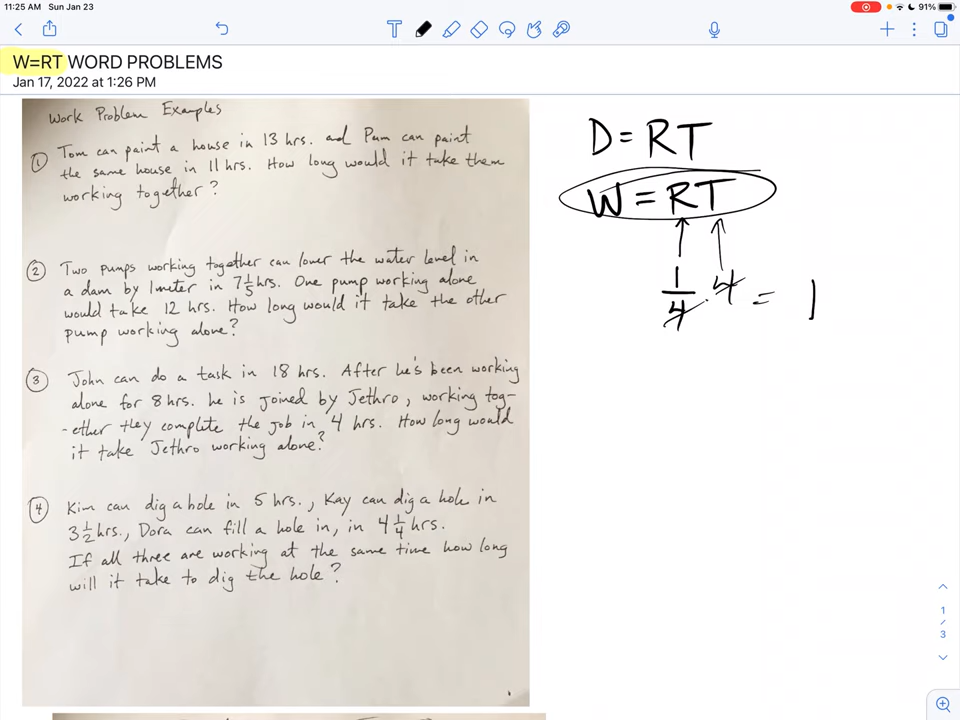 11:25 AM Sun Jan 23
91%
W=RT WORD PROBLEMS
Jan 17, 2022 at 1:26 PM
Work Problem Examples
① Tom can paint a house in 13 hrs. and Pam can paint
the same house in 11 hrs. How long would it take them
working together?
② Two pumps working together can lower the water level in
a dam by 1 meter in 7 1/5 hrs. One pump working alone
would take 12 hrs. How long would it take the other
pump working alone?
③ John can do a task in 18 hrs. After he's been working
alone for 8 hrs. he is joined by Jethro, working tog-
-ether they complete the job in 4 hrs. How long would
it take Jethro working alone?
④ Kim can dig a hole in 5 hrs., Kay can dig a hole in
3 1/2 hrs., Dora can fill a hole in, in 4 1/4 hrs.
If all three are working at the same time how long
will it take to dig the hole?
D = RT
W = RT
1/4 · 4 = 1
1
/
3